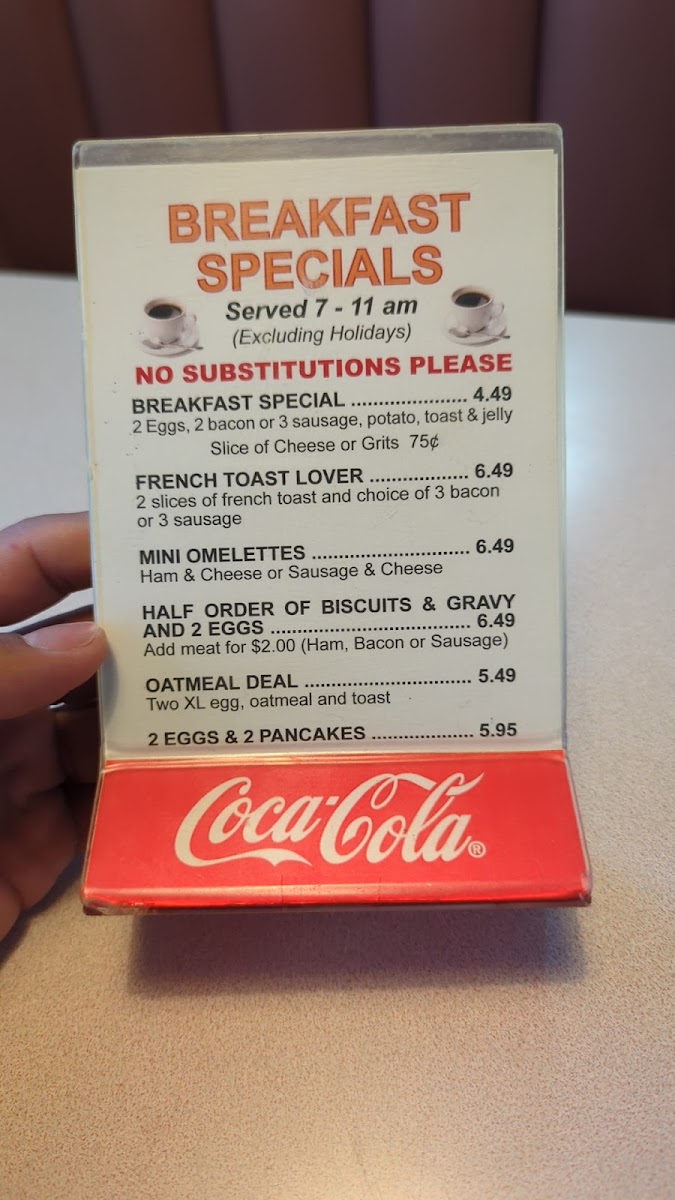 BREAKFAST
SPECIALS
Served 7 - 11 am
(Excluding Holidays)
NO SUBSTITUTIONS PLEASE
BREAKFAST SPECIAL ...................... 4.49
2 Eggs, 2 bacon or 3 sausage, potato, toast & jelly
Slice of Cheese or Grits 75¢
FRENCH TOAST LOVER ................... 6.49
2 slices of french toast and choice of 3 bacon
or 3 sausage
MINI OMELETTES .............................. 6.49
Ham & Cheese or Sausage & Cheese
HALF ORDER OF BISCUITS & GRAVY
AND 2 EGGS ...................................... 6.49
Add meat for $2.00 (Ham, Bacon or Sausage)
OATMEAL DEAL ................................ 5.49
Two XL egg, oatmeal and toast
2 EGGS & 2 PANCAKES ................... 5.95
Coca-Cola®